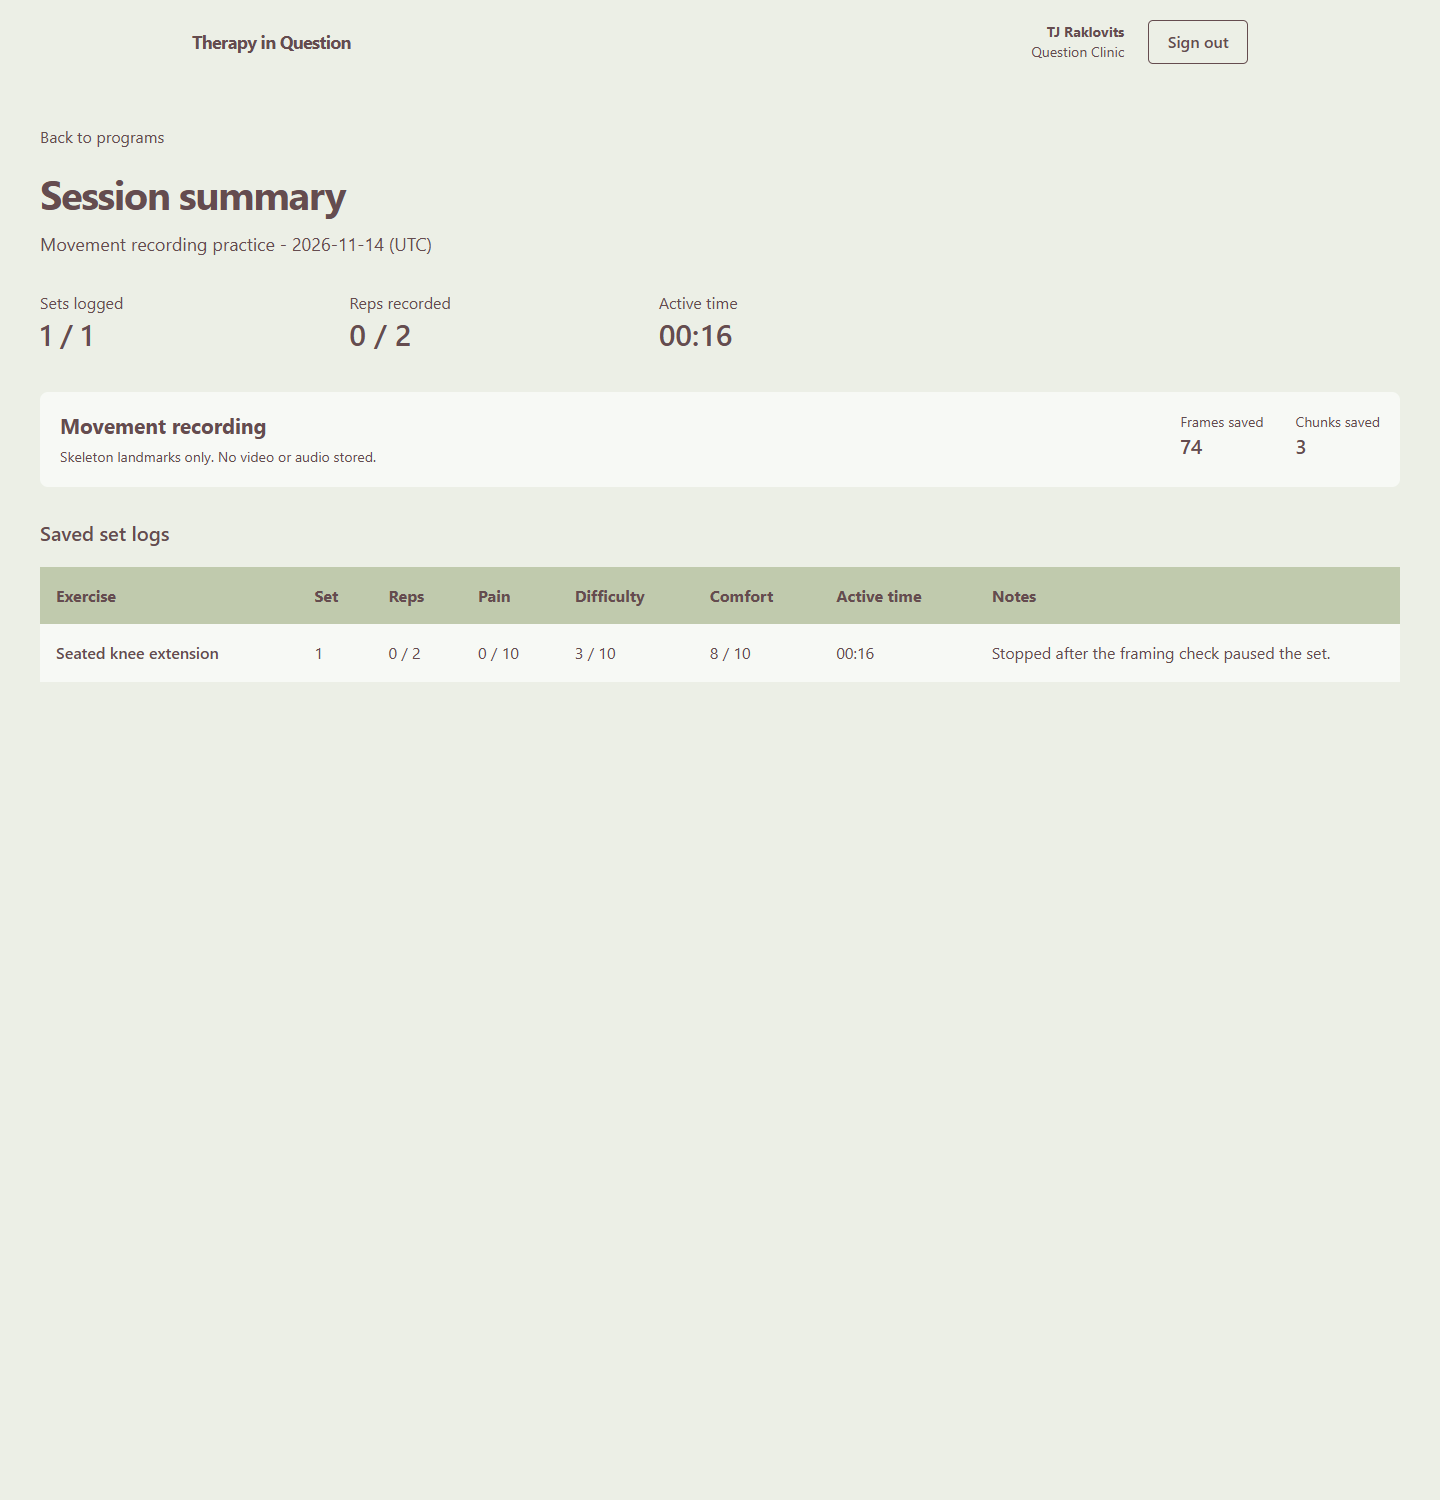 Therapy in Question
TJ Raklovits
Question Clinic
Sign out
Back to programs
Session summary
Movement recording practice - 2026-11-14 (UTC)
Sets logged
1 / 1
Reps recorded
0 / 2
Active time
00:16
Movement recording
Skeleton landmarks only. No video or audio stored.
Frames saved
74
Chunks saved
3
Saved set logs
Exercise Set Reps Pain Difficulty Comfort Active time Notes
Seated knee extension 1 0 / 2 0 / 10 3 / 10 8 / 10 00:16 Stopped after the framing check paused the set.